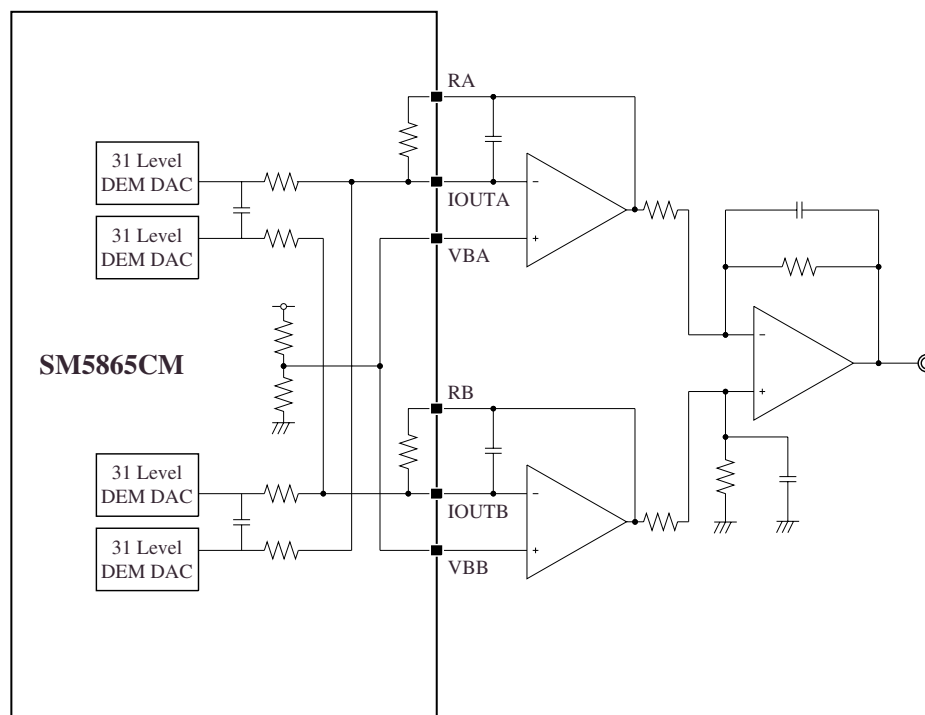 RA
31 Level
DEM DAC
IOUTA
31 Level
DEM DAC
VBA
SM5865CM
RB
31 Level
DEM DAC
IOUTB
31 Level
DEM DAC
VBB
−
+
−
+
−
+